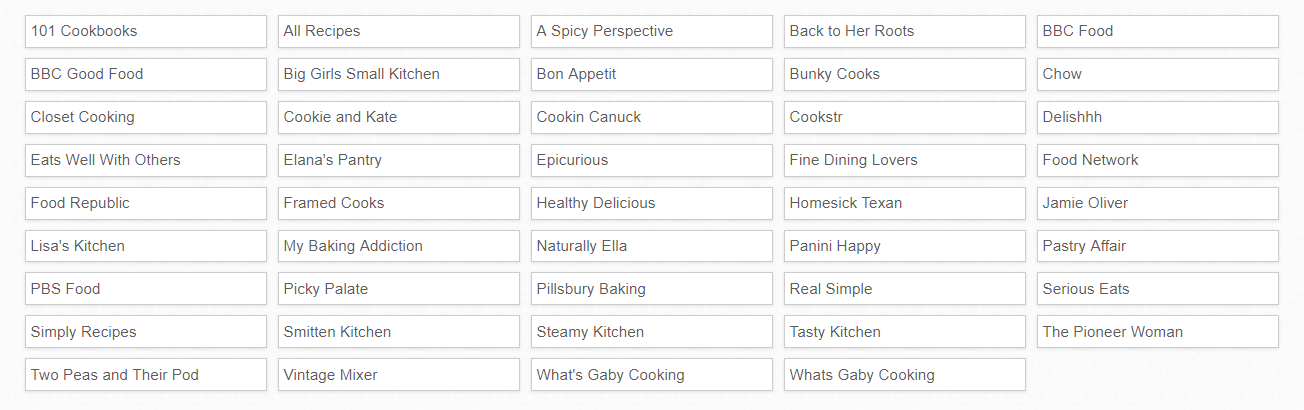 101 Cookbooks
All Recipes
A Spicy Perspective
Back to Her Roots
BBC Food
BBC Good Food
Big Girls Small Kitchen
Bon Appetit
Bunky Cooks
Chow
Closet Cooking
Cookie and Kate
Cookin Canuck
Cookstr
Delishhh
Eats Well With Others
Elana's Pantry
Epicurious
Fine Dining Lovers
Food Network
Food Republic
Framed Cooks
Healthy Delicious
Homesick Texan
Jamie Oliver
Lisa's Kitchen
My Baking Addiction
Naturally Ella
Panini Happy
Pastry Affair
PBS Food
Picky Palate
Pillsbury Baking
Real Simple
Serious Eats
Simply Recipes
Smitten Kitchen
Steamy Kitchen
Tasty Kitchen
The Pioneer Woman
Two Peas and Their Pod
Vintage Mixer
What's Gaby Cooking
Whats Gaby Cooking